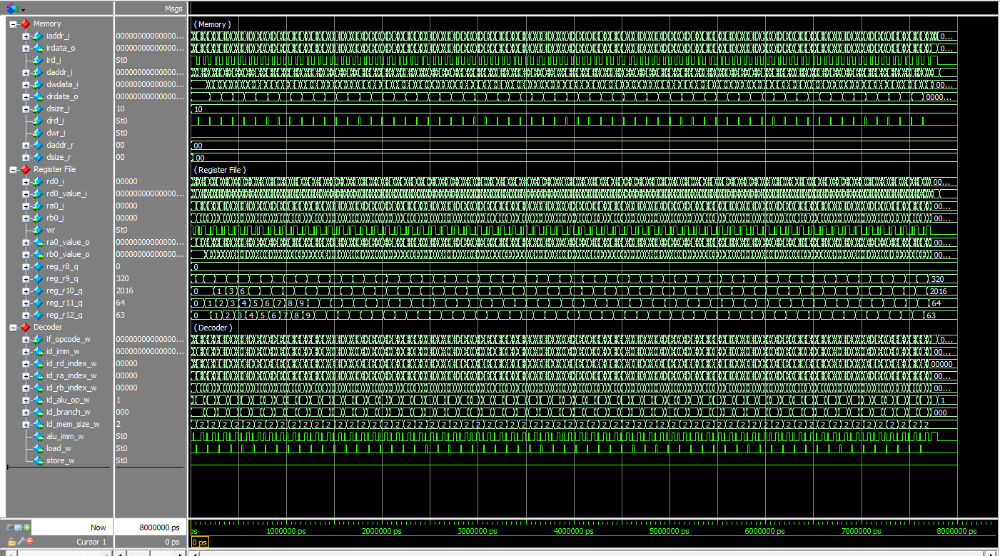 Msgs
Memory ( Memory )
iaddr_i 00000000000000... 0...
irdata_o 00000000000000... 0...
ird_i St0
daddr_i 00000000000000...
dwdata_i 00000000000000... 00...
drdata_o 00000000000000... 0000...
dsize_i 10 10
drd_i St0
dwr_i St0
daddr_r 00 00
dsize_r 00 00
Register File ( Register File )
rd0_i 00000 00...
rd0_value_i 00000000000000...
ra0_i 00000 00...
rb0_i 00000 00...
wr St0
ra0_value_o 00000000000000... 00...
rb0_value_o 00000000000000... 00...
reg_r8_q 0 0
reg_r9_q 320 320
reg_r10_q 2016 0 1 3 6 2016
reg_r11_q 64 0 1 2 3 4 5 6 7 8 9 64
reg_r12_q 63 0 1 2 3 4 5 6 7 8 9 63
Decoder ( Decoder )
if_opcode_w 00000000000000... 0...
id_imm_w 00000000000000... 00...
id_rd_index_w 00000 00000
id_ra_index_w 00000 00...
id_rb_index_w 00000 00...
id_alu_op_w 1 1
id_branch_w 000 000
id_mem_size_w 2 2 2 2 2 2 2 2 2 2 2 2 2 2 2 2 2 2 2 2 2 2 2 2 2 2 2 2 2 2 2 2 2 2 2 2 2 2 2 2 2 2 2 2 2 2 2 2 2 2 2 2 2 2 2 2 2 2 2 2 2 2 2 2 2
alu_imm_w St0
load_w St0
store_w St0
Now 8000000 ps ps 1000000 ps 2000000 ps 3000000 ps 4000000 ps 5000000 ps 6000000 ps 7000000 ps 8000000 ps
Cursor 1 0 ps 0 ps